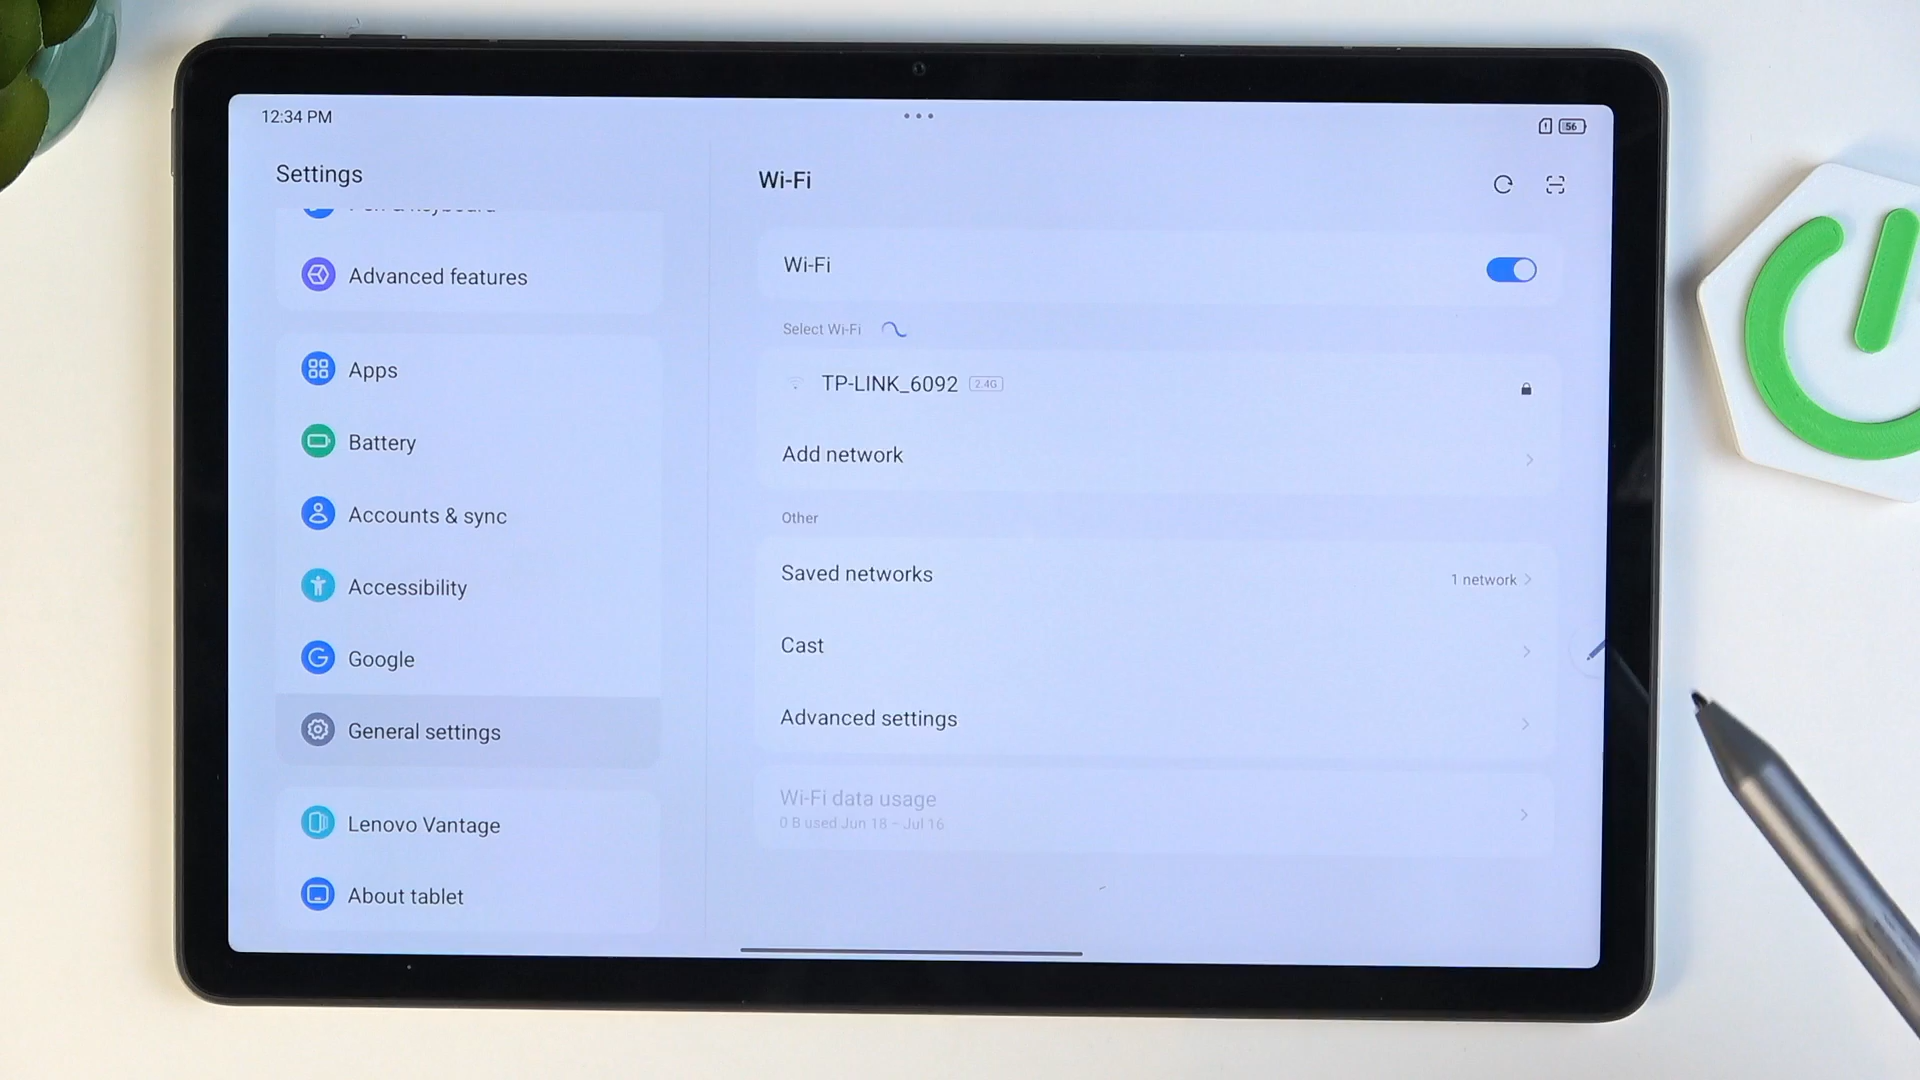 12:34 PM
56
Settings
Advanced features
Apps
Battery
Accounts & sync
Accessibility
Google
General settings
Lenovo Vantage
About tablet
Wi-Fi
Wi-Fi
Select Wi-Fi
TP-LINK_6092 2.4G
Add network
Other
Saved networks
1 network
Cast
Advanced settings
Wi-Fi data usage
0 B used Jun 18 – Jul 16